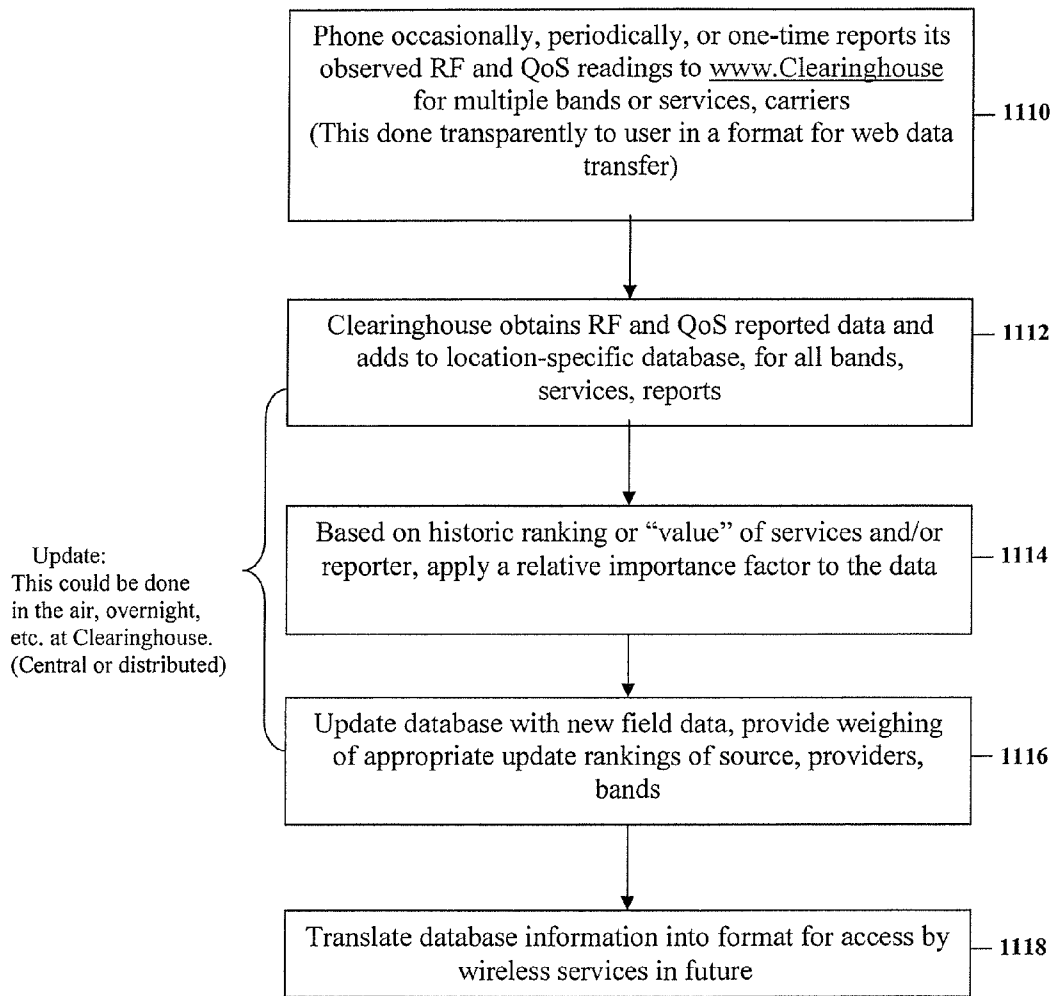 Phone occasionally, periodically, or one-time reports its
observed RF and QoS readings to www.Clearinghouse
for multiple bands or services, carriers
(This done transparently to user in a format for web data
transfer)
1110
Clearinghouse obtains RF and QoS reported data and
adds to location-specific database, for all bands,
services, reports
1112
Based on historic ranking or “value” of services and/or
reporter, apply a relative importance factor to the data
1114
Update:
This could be done
in the air, overnight,
etc. at Clearinghouse.
(Central or distributed)
Update database with new field data, provide weighing
of appropriate update rankings of source, providers,
bands
1116
Translate database information into format for access by
wireless services in future
1118